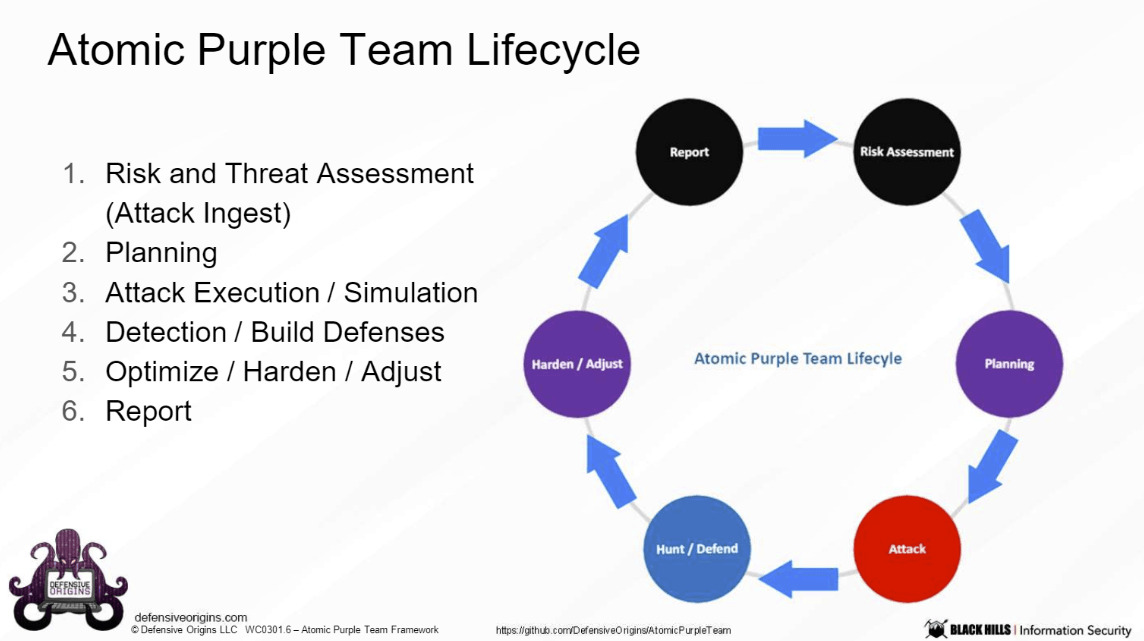 Atomic Purple Team Lifecycle
1. Risk and Threat Assessment
(Attack Ingest)
2. Planning
3. Attack Execution / Simulation
4. Detection / Build Defenses
5. Optimize / Harden / Adjust
6. Report
Report
Risk Assessment
Harden / Adjust
Atomic Purple Team Lifecyle
Planning
Hunt / Defend
Attack
DEFENSIVE
ORIGINS
defensiveorigins.com
© Defensive Origins LLC WC0301.6 – Atomic Purple Team Framework
https://github.com/DefensiveOrigins/AtomicPurpleTeam
BLACK HILLS | Information Security